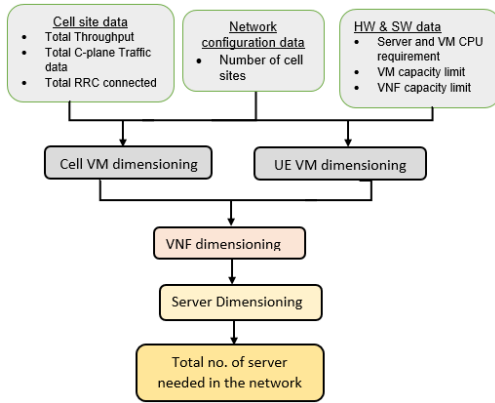 Cell site data
• Total Throughput
• Total C-plane Traffic
data
• Total RRC connected
Network
configuration data
• Number of cell
sites
HW & SW data
• Server and VM CPU
requirement
• VM capacity limit
• VNF capacity limit
Cell VM dimensioning
UE VM dimensioning
VNF dimensioning
Server Dimensioning
Total no. of server
needed in the network